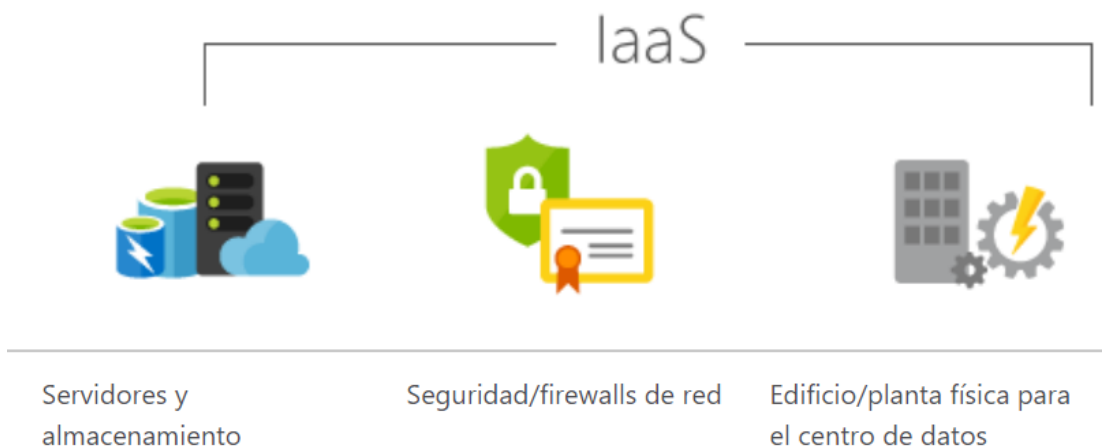 IaaS
Servidores y
almacenamiento
Seguridad/firewalls de red
Edificio/planta física para
el centro de datos